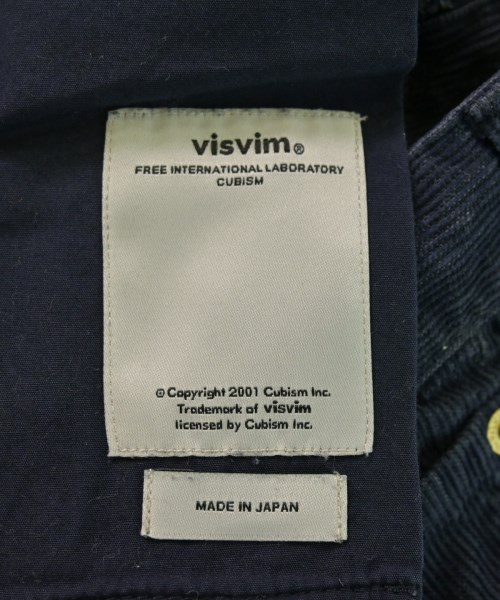 visvim®
FREE INTERNATIONAL LABORATORY
CUBISM
© Copyright 2001 Cubism Inc.
Trademark of visvim
licensed by Cubism Inc.
MADE IN JAPAN